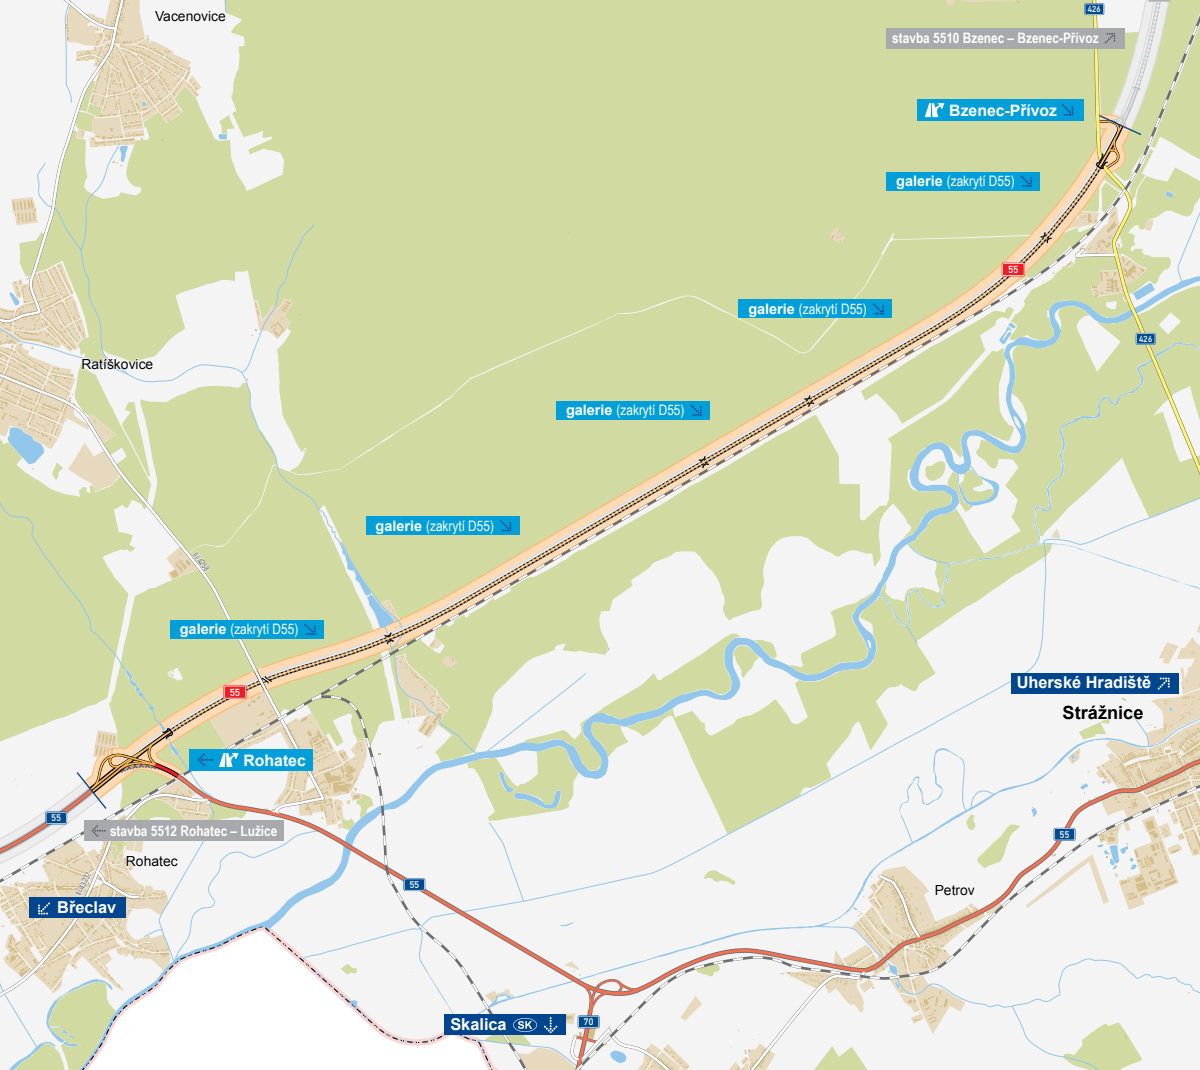 Vacenovice
426
stavba 5510 Bzenec – Bzenec-Přívoz
Bzenec-Přívoz
galerie (zakrytí D55)
55
galerie (zakrytí D55)
426
Ratíškovice
galerie (zakrytí D55)
galerie (zakrytí D55)
galerie (zakrytí D55)
55
Uherské Hradiště
Strážnice
Rohatec
55
stavba 5512 Rohatec – Lužice
55
Rohatec
55
Petrov
Břeclav
Skalica SK
70